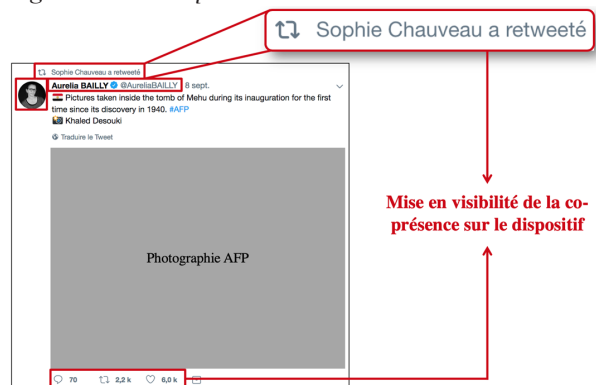 Sophie Chauveau a retweeté
Sophie Chauveau a retweeté
Aurelia BAILLY @AureliaBAILLY 8 sept.
Pictures taken inside the tomb of Mehu during its inauguration for the first
time since its discovery in 1940. #AFP
Khaled Desouki
Traduire le Tweet
Mise en visibilité de la co-
présence sur le dispositif
Photographie AFP
70 2,2 k 6,0 k